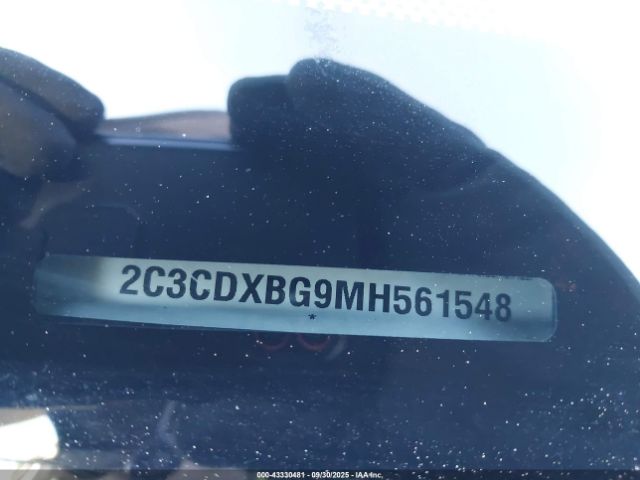 2C3CDXBG9MH561548
*
000-43330481 - 09/30/2025 - IAA Inc.